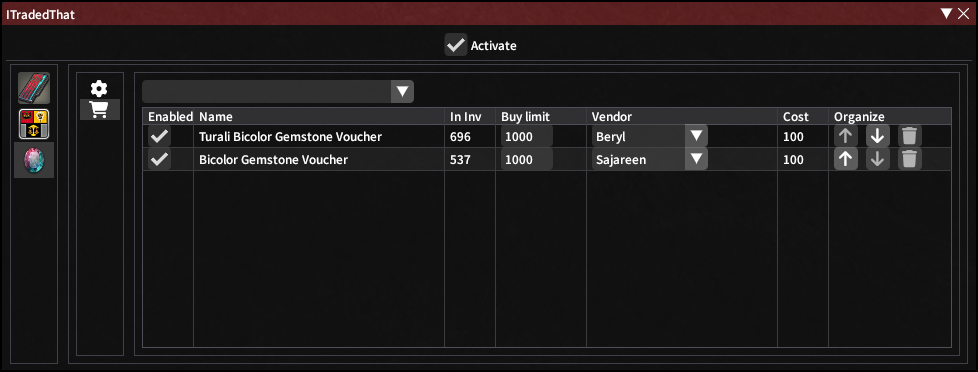 ITradedThat
Activate
Enabled Name In Inv Buy limit Vendor Cost Organize
Turali Bicolor Gemstone Voucher 696 1000 Beryl 100
Bicolor Gemstone Voucher 537 1000 Sajareen 100